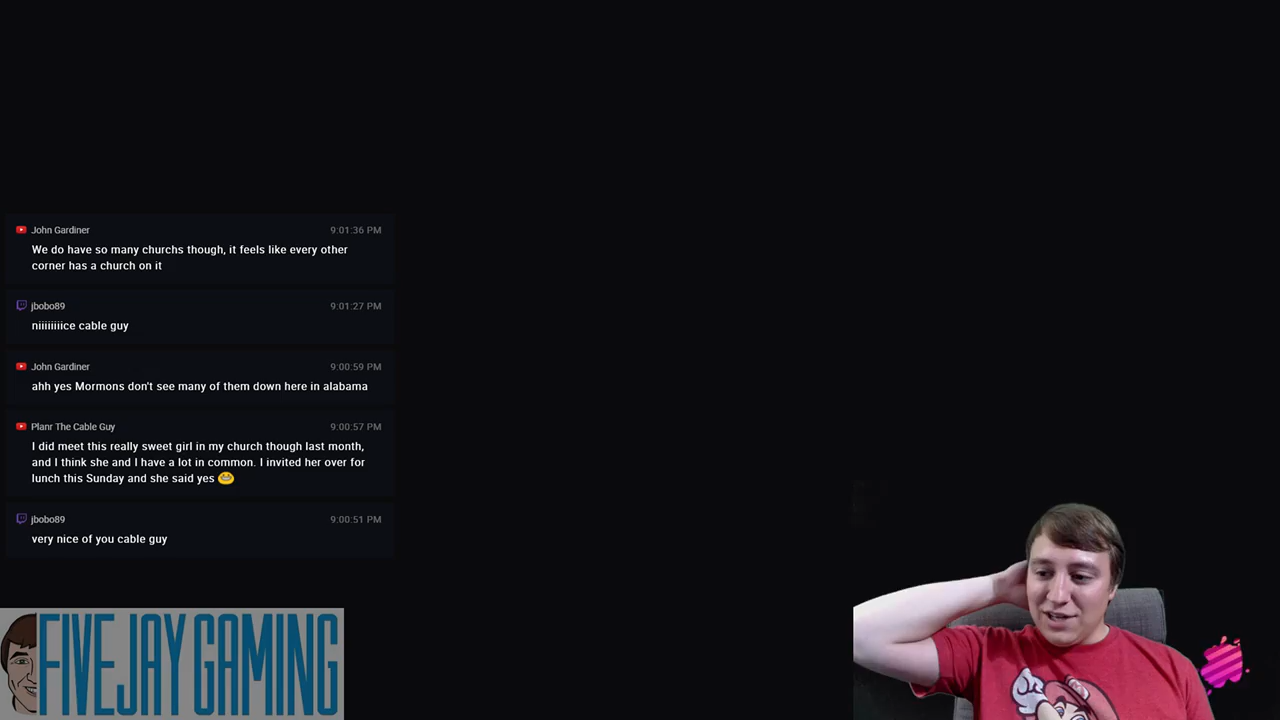 John Gardiner 9:01:36 PM
We do have so many churchs though, it feels like every other
corner has a church on it
jbobo89 9:01:27 PM
niiiiiiiice cable guy
John Gardiner 9:00:59 PM
ahh yes Mormons don't see many of them down here in alabama
Planr The Cable Guy 9:00:57 PM
I did meet this really sweet girl in my church though last month,
and I think she and I have a lot in common. I invited her over for
lunch this Sunday and she said yes 😂
jbobo89 9:00:51 PM
very nice of you cable guy
FIVEJAY GAMING